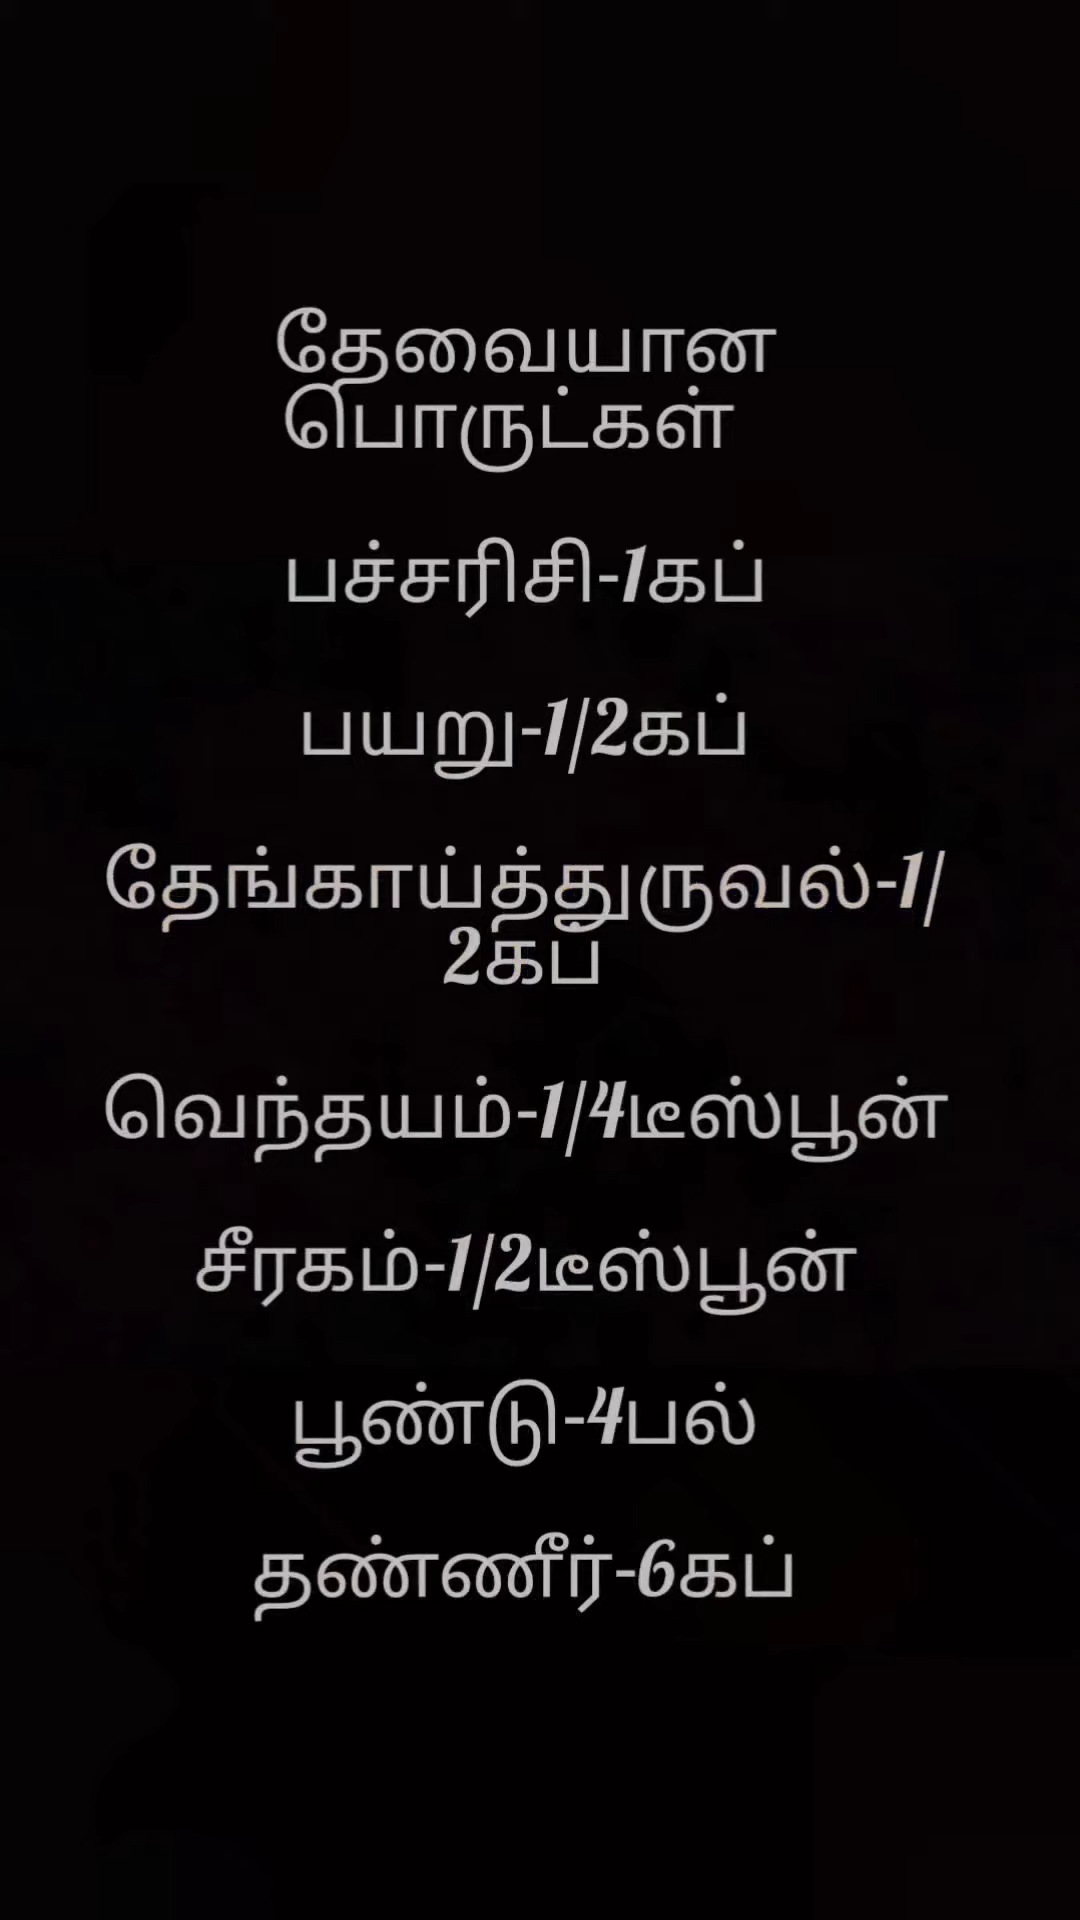 தேவையான
பொருட்கள்
பச்சரிசி-1கப்
பயறு-1/2கப்
தேங்காய்த்துருவல்-1/
2கப்
வெந்தயம்-1/4டீஸ்பூன்
சீரகம்-1/2டீஸ்பூன்
பூண்டு-4பல்
தண்ணீர்-6கப்